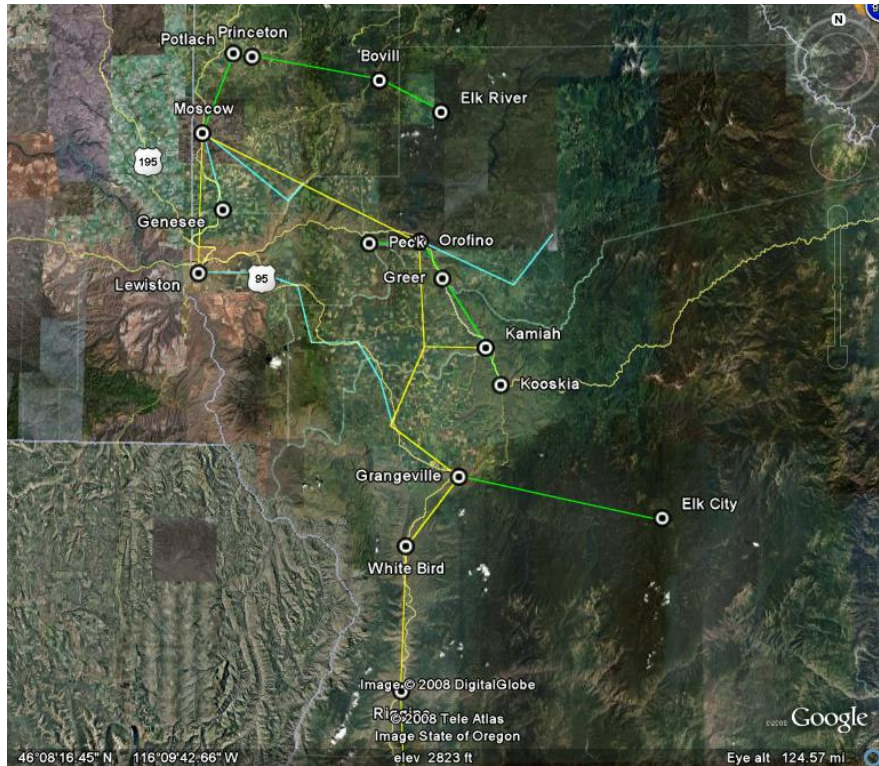 N
Potlach
Princeton
Bovill
Elk River
Moscow
195
Genesee
Peck
Orofino
Lewiston
95
Greer
Kamiah
Kooskia
Grangeville
Elk City
White Bird
Image © 2008 DigitalGlobe
© 2008 Tele Atlas
Image State of Oregon
©2008 Google
46°08'16.45" N 116°09'42.66" W
elev 2823 ft
Eye alt 124.57 mi